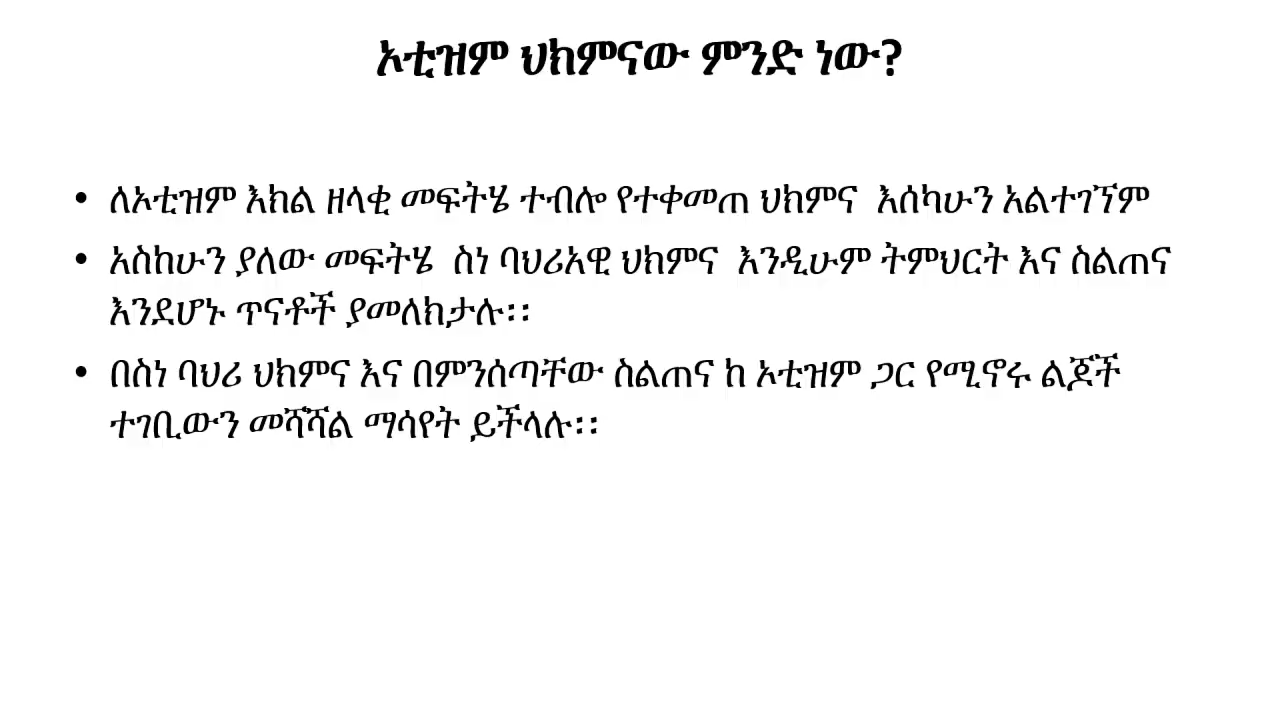 ኦቲዝም ህክምናው ምንድ ነው?
• ለኦቲዝም እክል ዘላቂ መፍትሄ ተብሎ የተቀመጠ ህክምና እሰካሁን አልተገኘም
• አስከሁን ያለው መፍትሄ ስነ ባህሪአዊ ህክምና እንዲሁም ትምህርት እና ስልጠና
እንደሆኑ ጥናቶች ያመለክታሉ፡፡
• በስነ ባህሪ ህክምና እና በምንሰጣቸው ስልጠና ከ ኦቲዝም ጋር የሚኖሩ ልጆች
ተገቢውን መሻሻል ማሳየት ይችላሉ፡፡